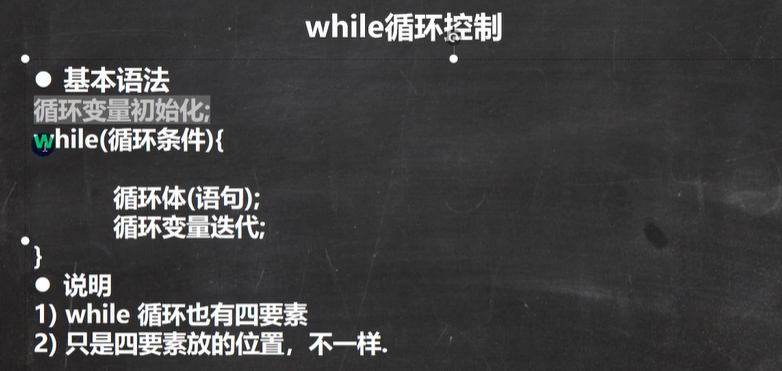 while循环控制
● 基本语法
循环变量初始化;
while(循环条件){
循环体(语句);
循环变量迭代;
}
● 说明
1) while 循环也有四要素
2) 只是四要素放的位置，不一样.